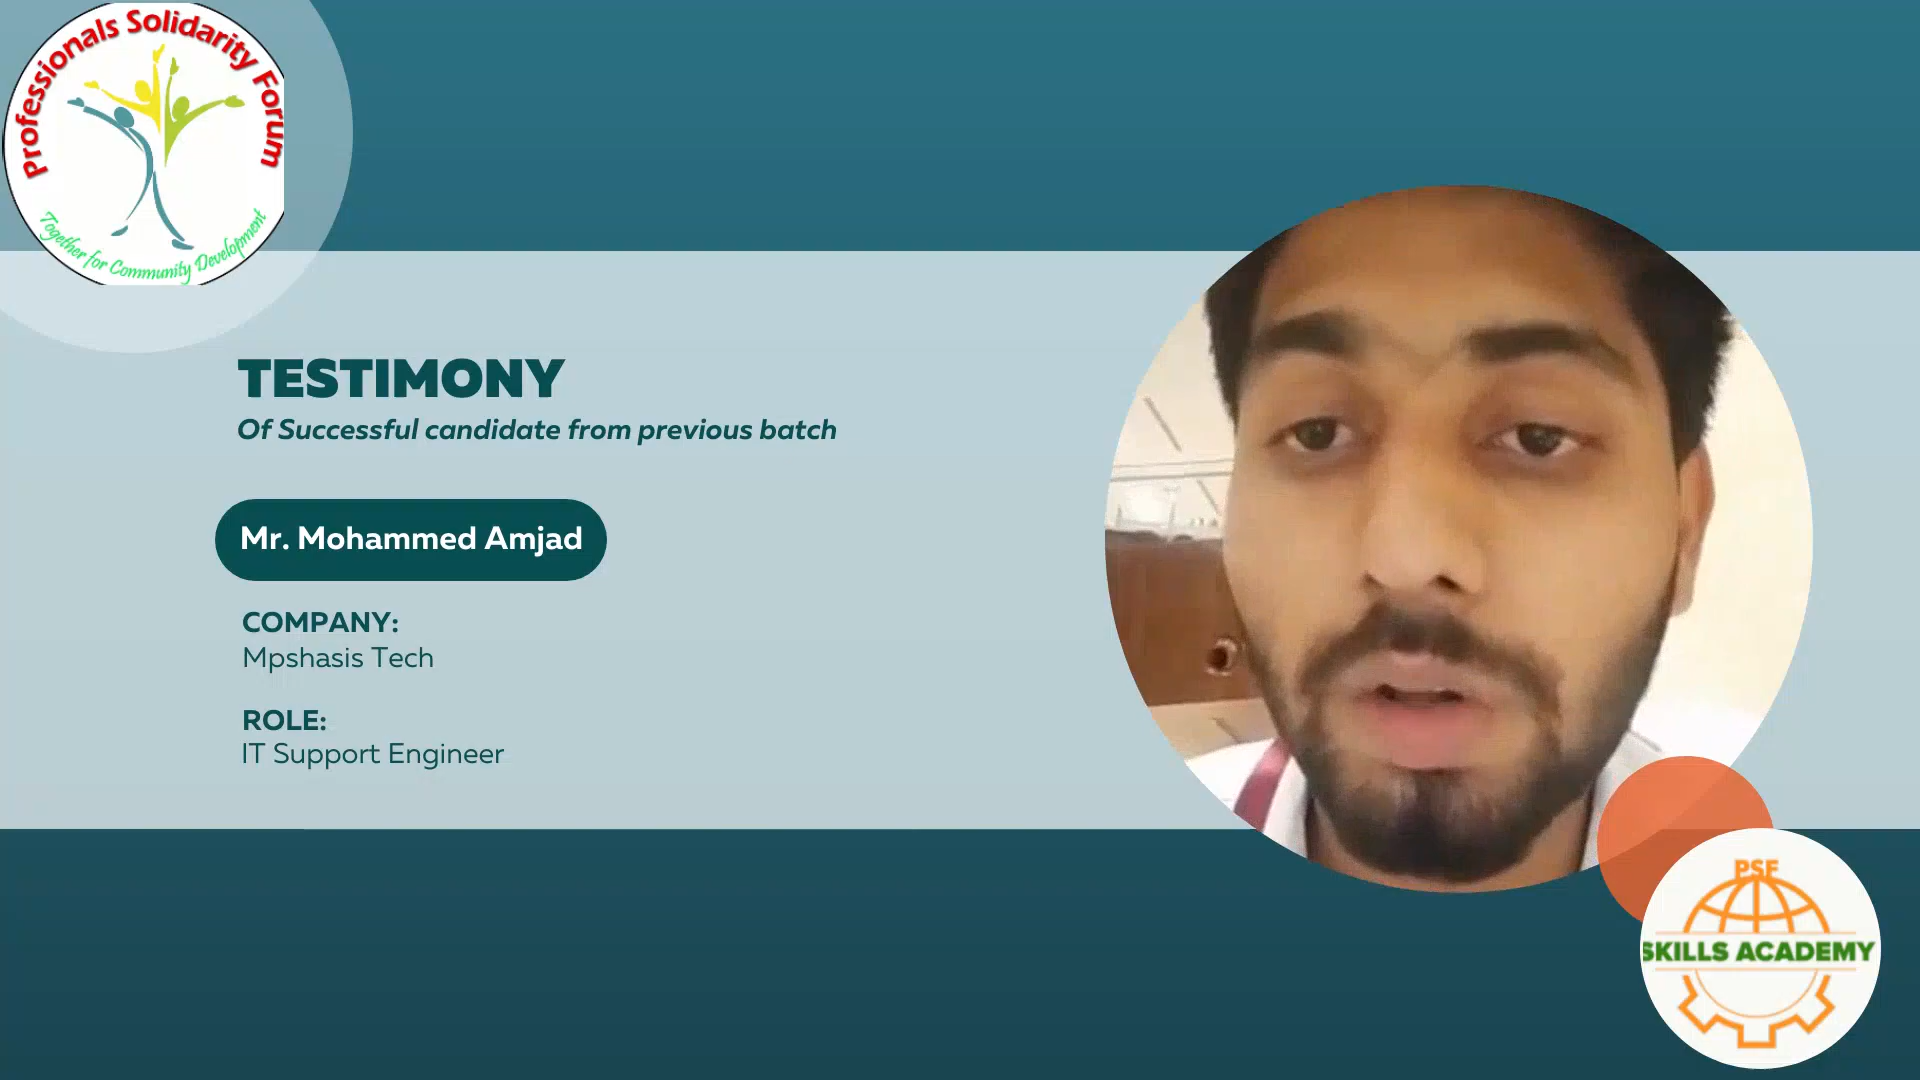 Professionals Solidarity Forum
Together for Community Development
TESTIMONY
Of Successful candidate from previous batch
Mr. Mohammed Amjad
COMPANY:
Mpshasis Tech
ROLE:
IT Support Engineer
PSF
SKILLS ACADEMY